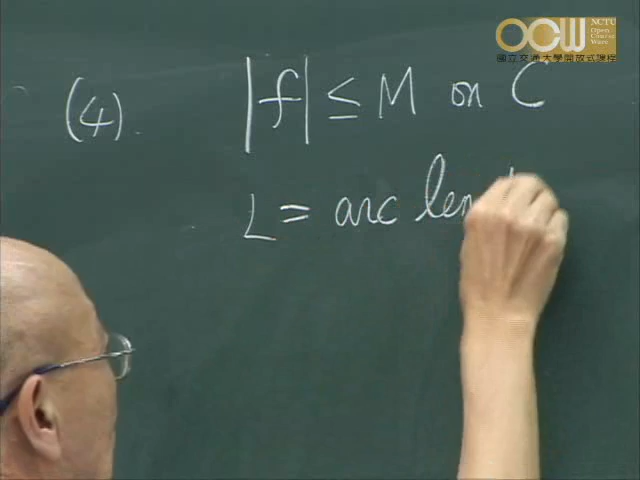 OCW NCTU
Open
Course
Ware
國立交通大學開放式課程
(4). |f| ≤ M on C
L = arc len